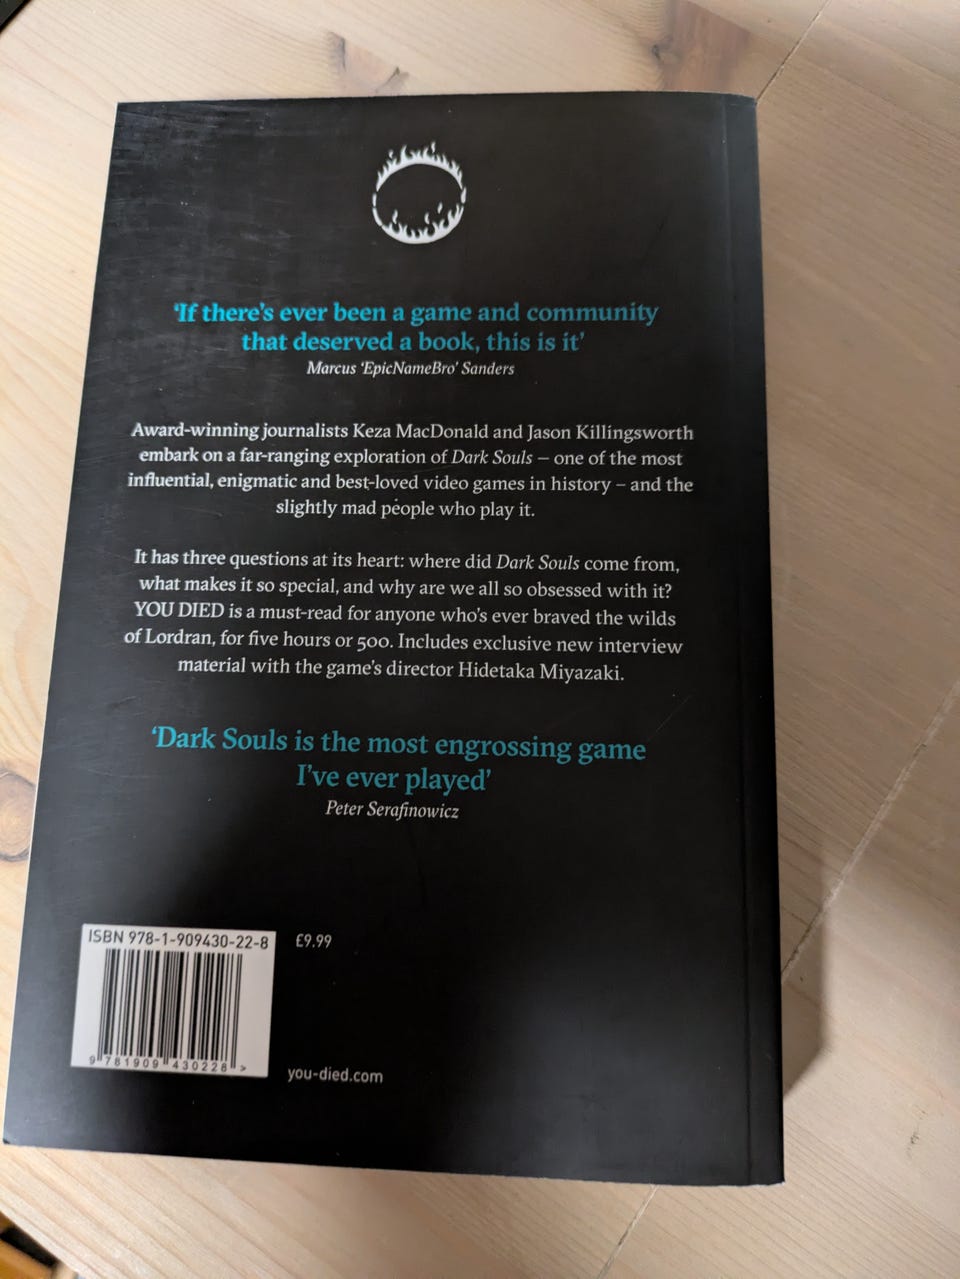 ‘If there’s ever been a game and community
that deserved a book, this is it’
Marcus ‘EpicNameBro’ Sanders
Award-winning journalists Keza MacDonald and Jason Killingsworth
embark on a far-ranging exploration of Dark Souls – one of the most
influential, enigmatic and best-loved video games in history – and the
slightly mad people who play it.
It has three questions at its heart: where did Dark Souls come from,
what makes it so special, and why are we all so obsessed with it?
YOU DIED is a must-read for anyone who’s ever braved the wilds
of Lordran, for five hours or 500. Includes exclusive new interview
material with the game’s director Hidetaka Miyazaki.
‘Dark Souls is the most engrossing game
I’ve ever played’
Peter Serafinowicz
ISBN 978-1-909430-22-8
£9.99
9 781909 430228 >
you-died.com